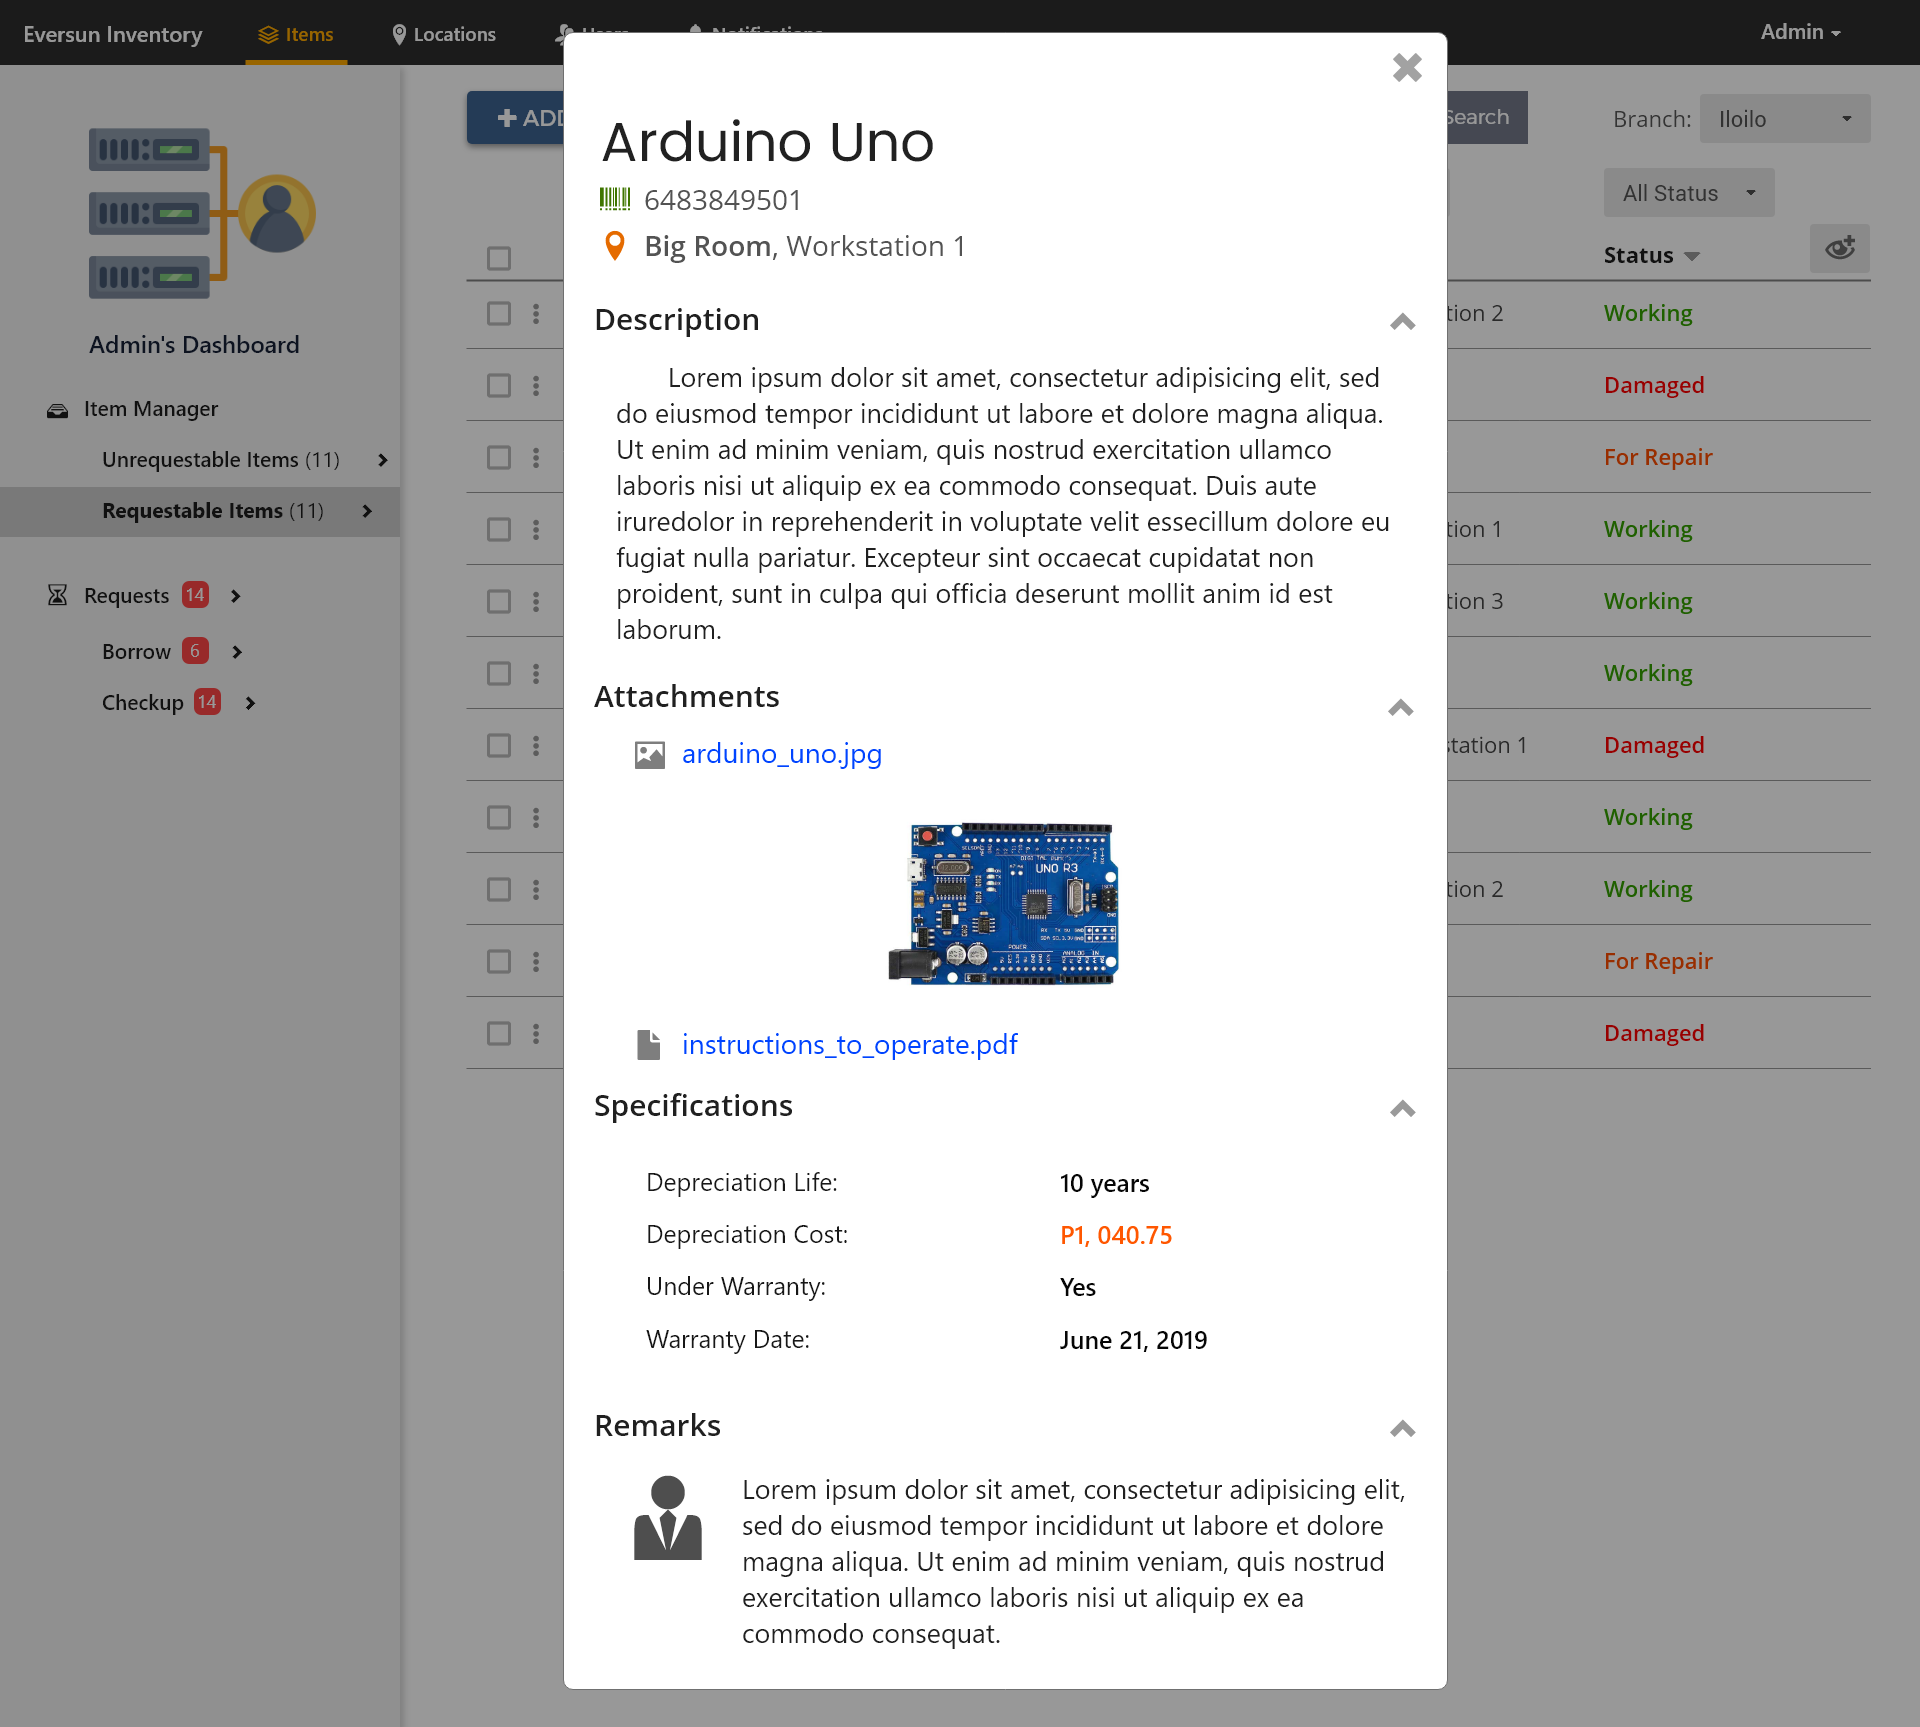 Eversun Inventory
Items
Locations
Admin
Search
Branch:
Iloilo
All Status
Status
Admin's Dashboard
Item Manager
Unrequestable Items (11)
Requestable Items (11)
Requests 14
Borrow 6
Checkup 14
Arduino Uno
6483849501
Big Room, Workstation 1
Description
Lorem ipsum dolor sit amet, consectetur adipisicing elit, sed
do eiusmod tempor incididunt ut labore et dolore magna aliqua.
Ut enim ad minim veniam, quis nostrud exercitation ullamco
laboris nisi ut aliquip ex ea commodo consequat. Duis aute
iruredolor in reprehenderit in voluptate velit essecillum dolore eu
fugiat nulla pariatur. Excepteur sint occaecat cupidatat non
proident, sunt in culpa qui officia deserunt mollit anim id est
laborum.
Attachments
arduino_uno.jpg
UNO R3
POWER
ANALOG IN
instructions_to_operate.pdf
Specifications
Depreciation Life: 10 years
Depreciation Cost: P1, 040.75
Under Warranty: Yes
Warranty Date: June 21, 2019
Remarks
Lorem ipsum dolor sit amet, consectetur adipisicing elit,
sed do eiusmod tempor incididunt ut labore et dolore
magna aliqua. Ut enim ad minim veniam, quis nostrud
exercitation ullamco laboris nisi ut aliquip ex ea
commodo consequat.
tion 2 Working
Damaged
For Repair
tion 1 Working
tion 3 Working
Working
station 1 Damaged
Working
tion 2 Working
For Repair
Damaged